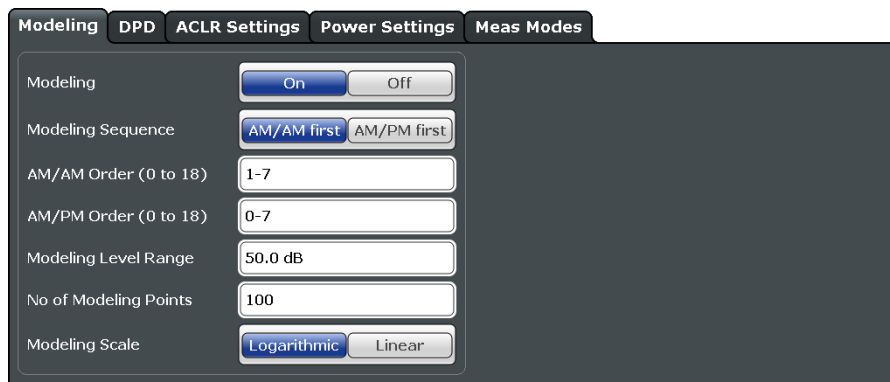 Modeling DPD ACLR Settings Power Settings Meas Modes
Modeling On Off
Modeling Sequence AM/AM first AM/PM first
AM/AM Order (0 to 18) 1-7
AM/PM Order (0 to 18) 0-7
Modeling Level Range 50.0 dB
No of Modeling Points 100
Modeling Scale Logarithmic Linear